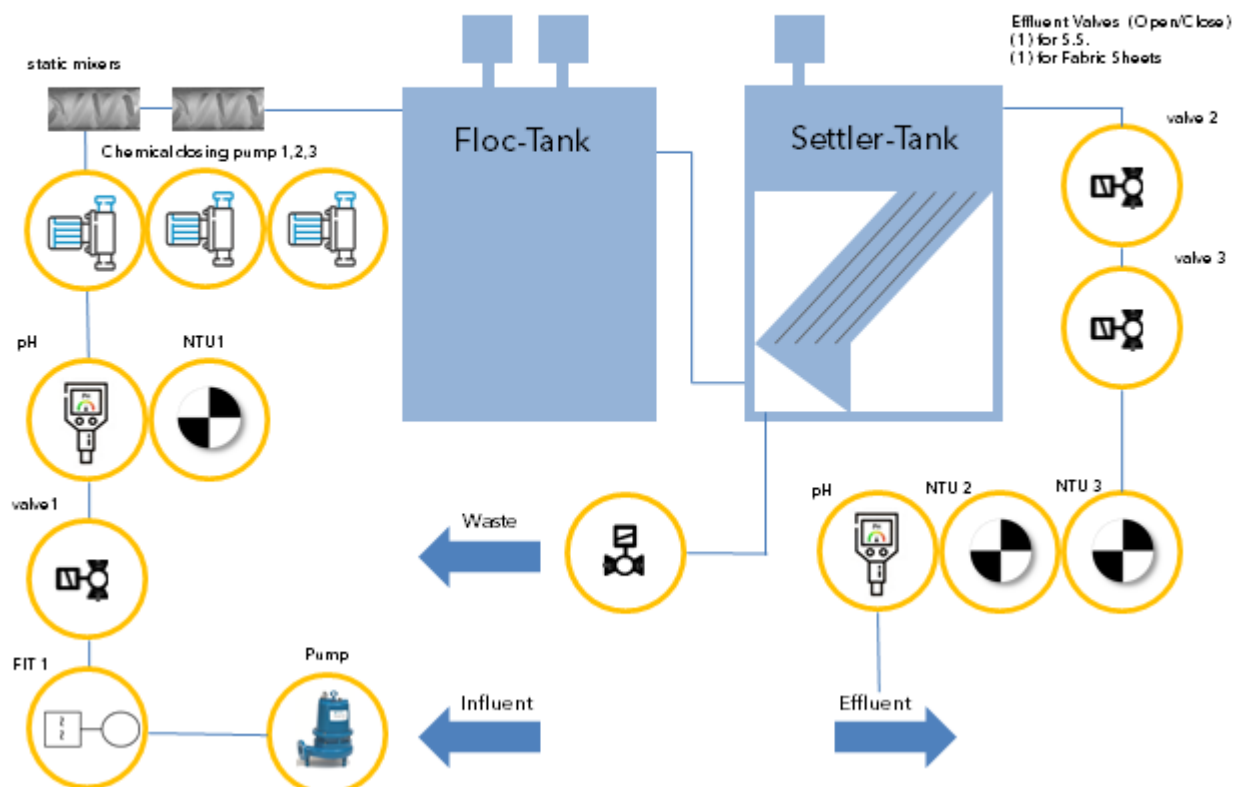 Effluent Valves (Open/Close)
(1) for S.S.
(1) for Fabric Sheets
static mixers
valve 2
Floc-Tank
Settler-Tank
Chemical dosing pump 1,2,3
valve 3
pH
NTU1
pH
NTU 2
NTU 3
valve1
Waste
FIT 1
Pump
Influent
Effluent